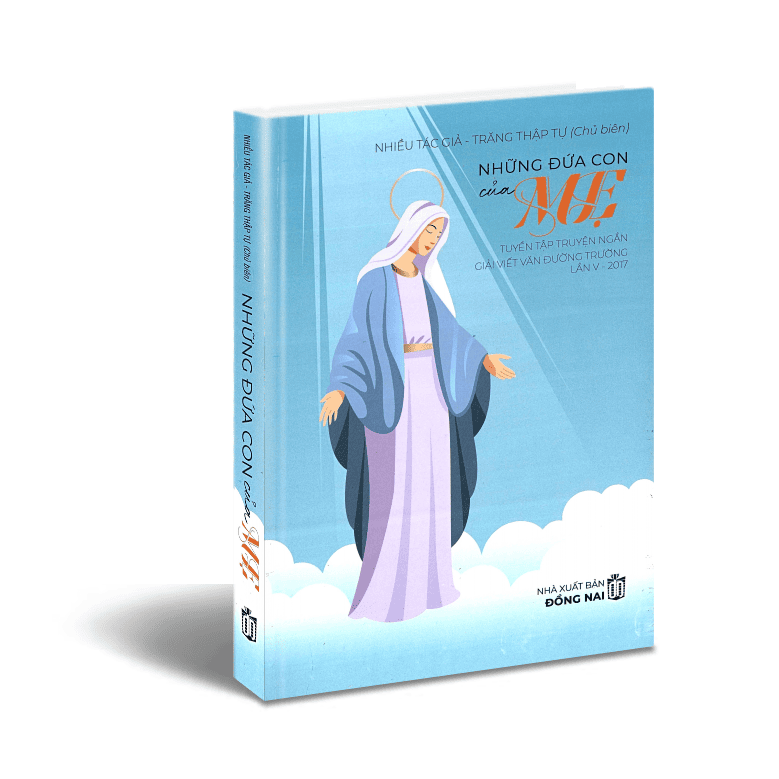 NHIỀU TÁC GIẢ - TRĂNG THẬP TỰ (Chủ biên)
NHỮNG ĐỨA CON
của MẸ
TUYỂN TẬP TRUYỆN NGẮN
GIẢI VIẾT VĂN ĐƯỜNG TRƯỜNG
LẦN V - 2017
NHÀ XUẤT BẢN
ĐỒNG NAI
NHIỀU TÁC GIẢ - TRĂNG THẬP TỰ (Chủ biên)
NHỮNG ĐỨA CON của MẸ